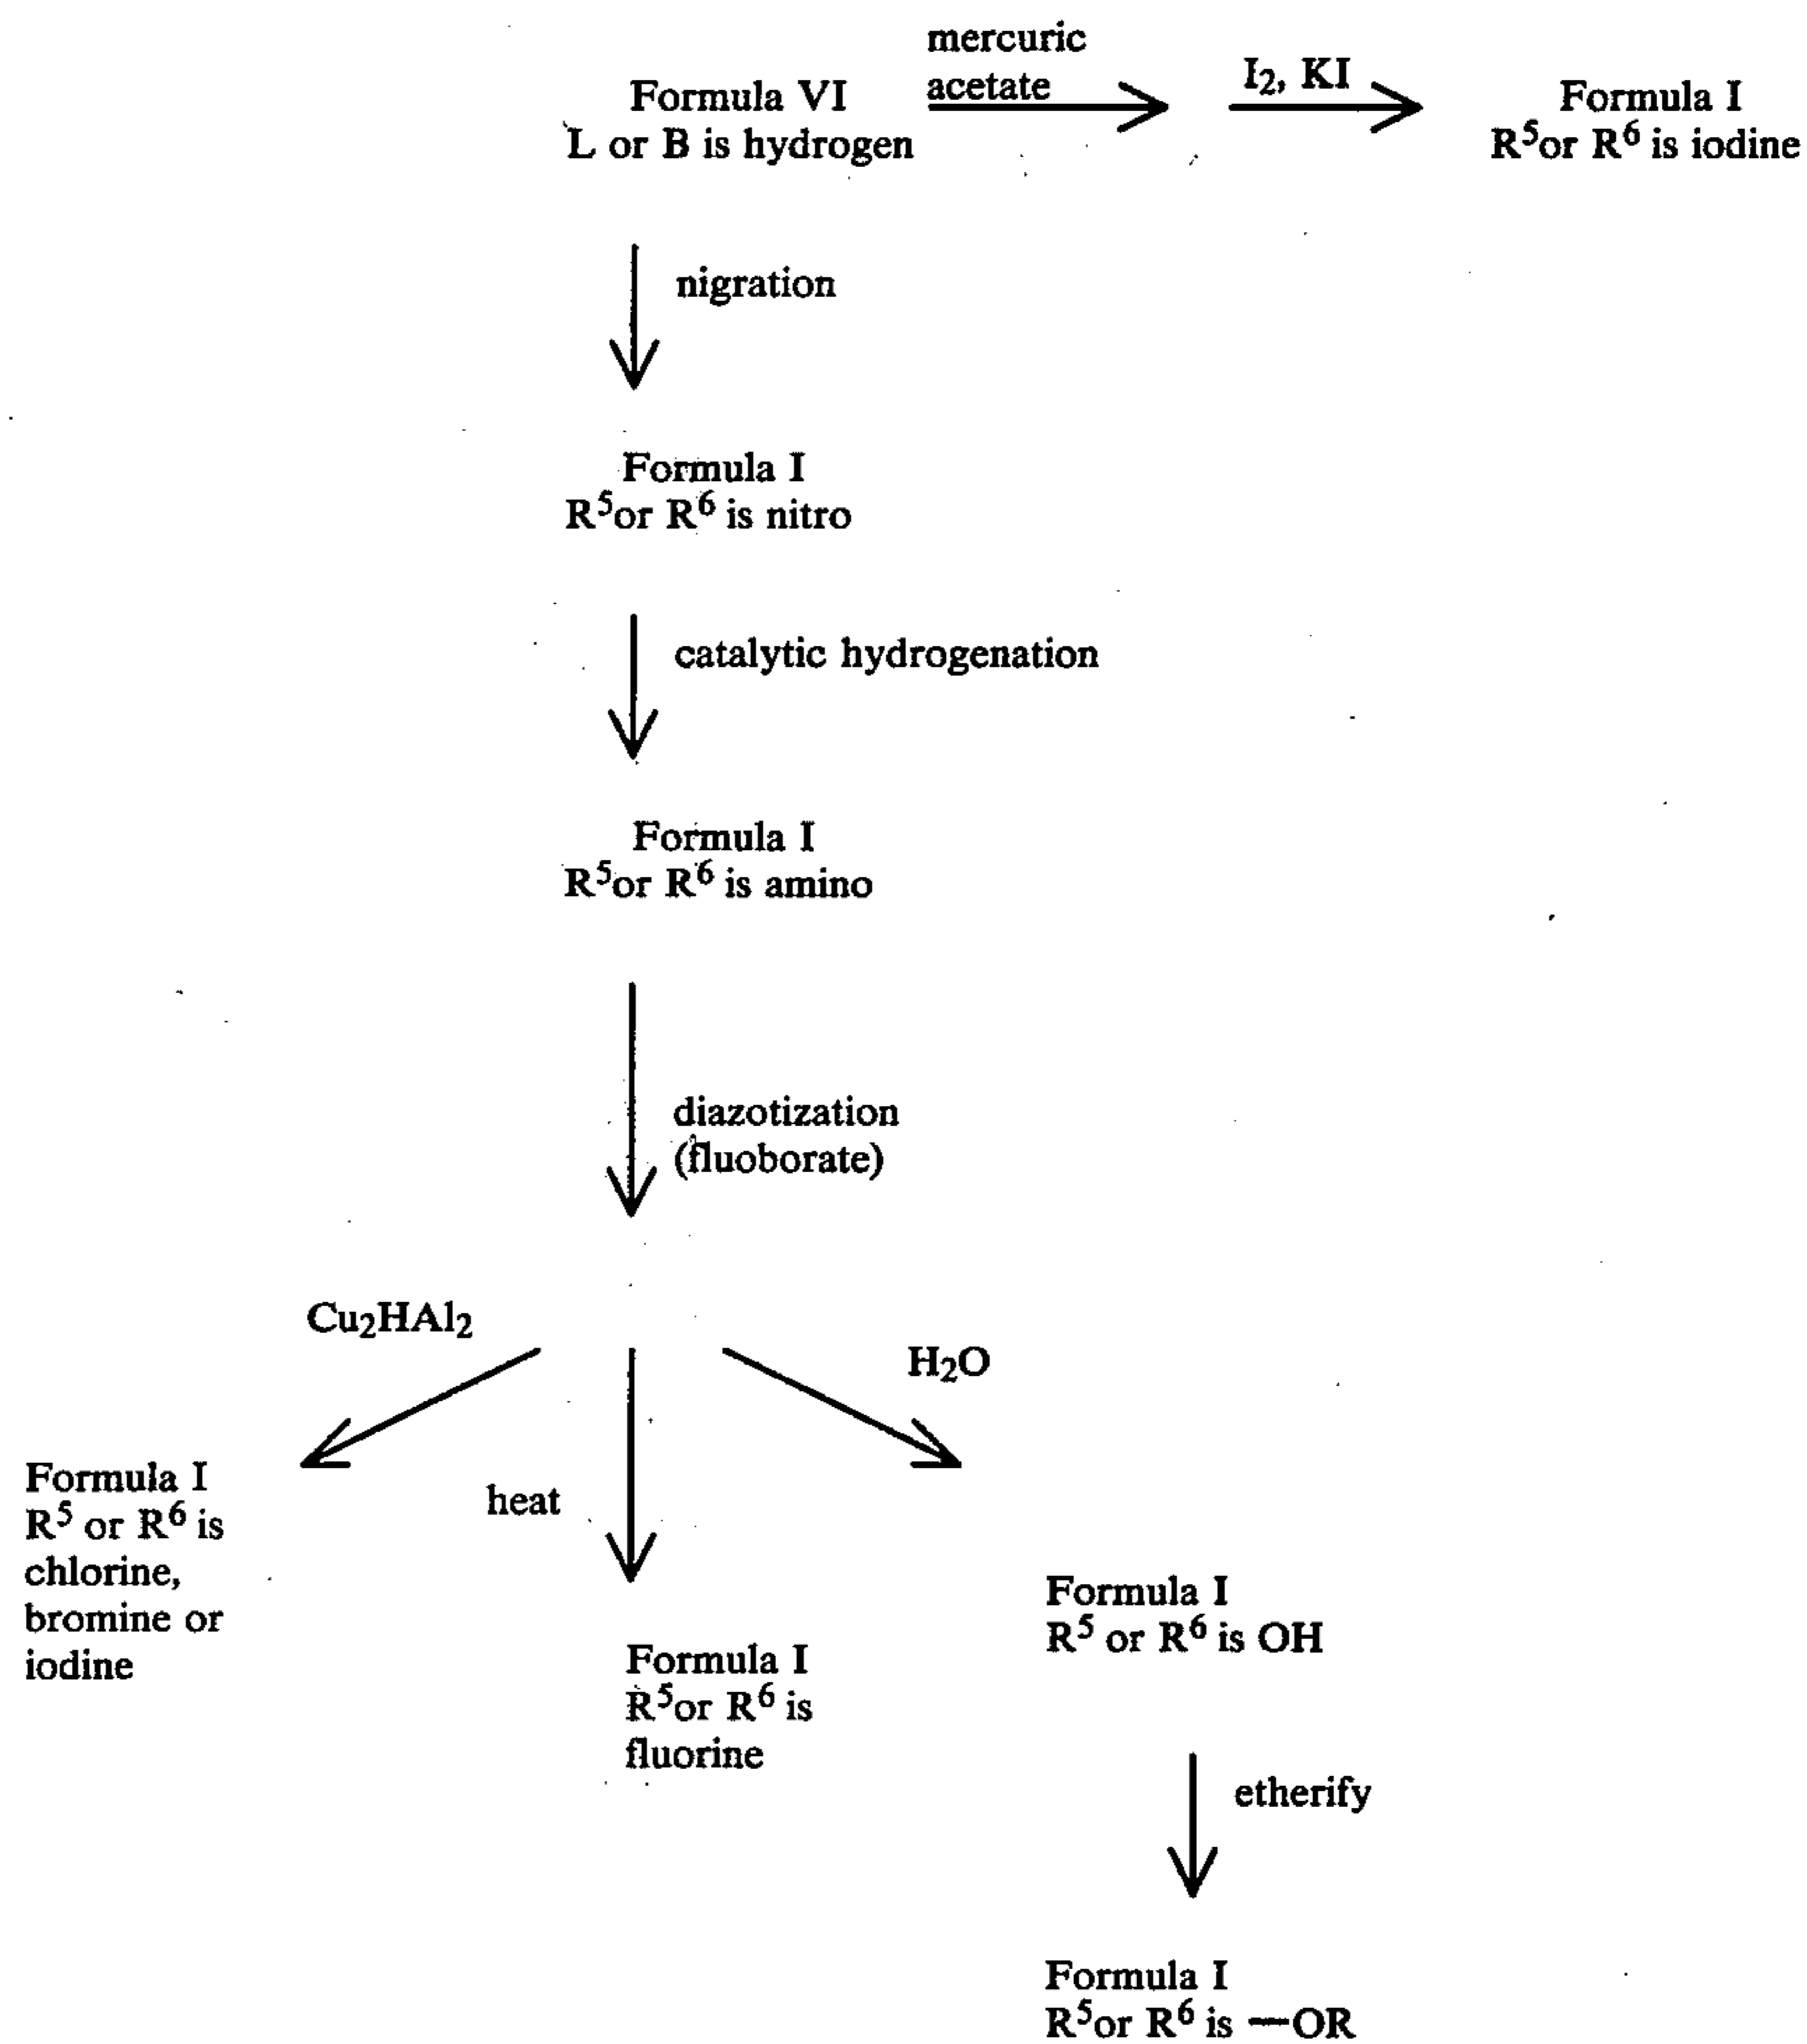 mercuric
acetate
I₂, KI
Formula VI
L or B is hydrogen
Formula I
R⁵or R⁶ is iodine
nigration
Formula I
R⁵or R⁶ is nitro
catalytic hydrogenation
Formula I
R⁵or R⁶ is amino
diazotization
(fluoborate)
Cu₂HAl₂
H₂O
heat
Formula I
R⁵ or R⁶ is
chlorine,
bromine or
iodine
Formula I
R⁵or R⁶ is
fluorine
Formula I
R⁵ or R⁶ is OH
etherify
Formula I
R⁵or R⁶ is —OR